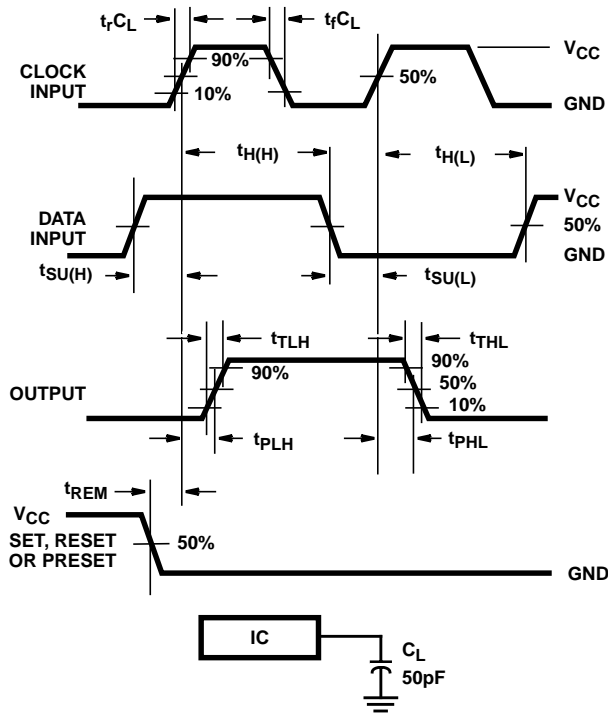 trCL
tfCL
VCC
90%
50%
CLOCK
INPUT
10%
GND
tH(H)
tH(L)
VCC
DATA
INPUT
50%
GND
tSU(H)
tSU(L)
tTLH
tTHL
90%
90%
50%
OUTPUT
10%
tPLH
tPHL
tREM
VCC
SET, RESET
OR PRESET
50%
GND
IC
CL
50pF